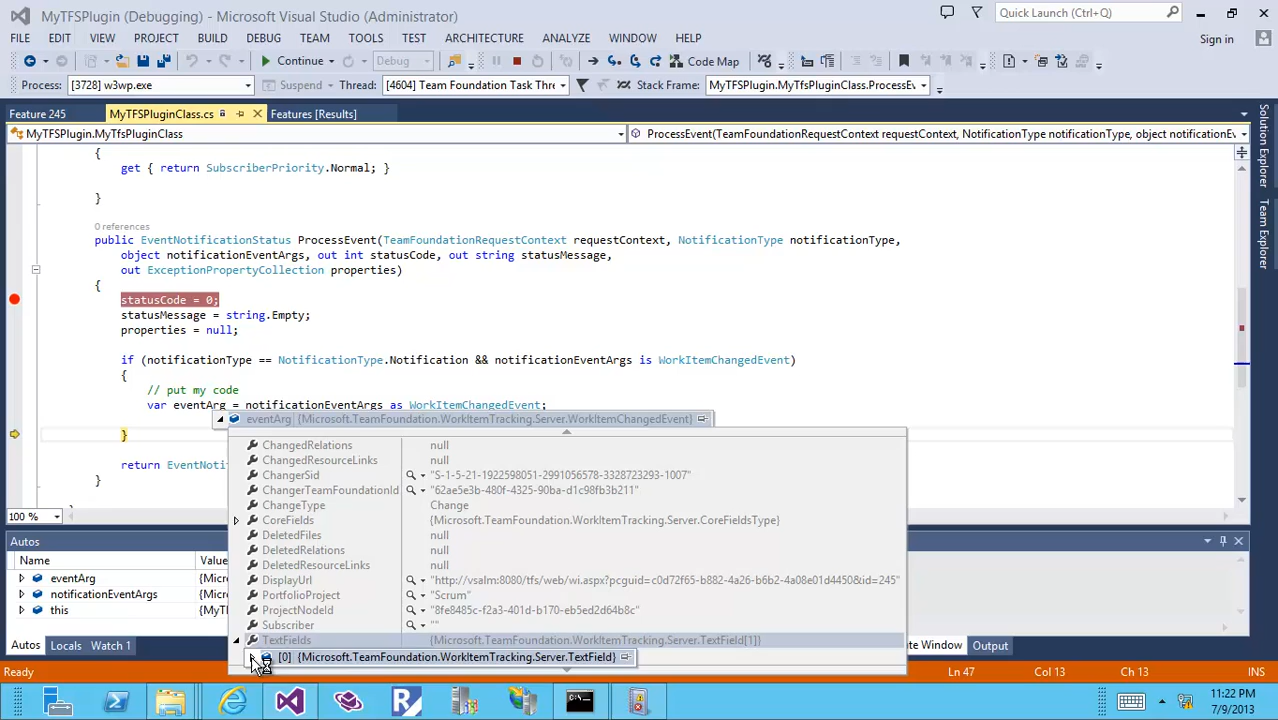 MyTFSPlugin (Debugging) - Microsoft Visual Studio (Administrator)
Quick Launch (Ctrl+Q)
FILE EDIT VIEW PROJECT BUILD DEBUG TEAM TOOLS TEST ARCHITECTURE ANALYZE WINDOW HELP
Sign in
Continue Debug Code Map
Process: [3728] w3wp.exe Suspend Thread: [4604] Team Foundation Task Thre Stack Frame: MyTFSPlugin.MyTfsPluginClass.ProcessEv
Feature 245 MyTFSPluginClass.cs Features [Results]
MyTFSPlugin.MyTfsPluginClass ProcessEvent(TeamFoundationRequestContext requestContext, NotificationType notificationType, object notificationEv
Solution Explorer
Team Explorer
{
get { return SubscriberPriority.Normal; }
}
0 references
public EventNotificationStatus ProcessEvent(TeamFoundationRequestContext requestContext, NotificationType notificationType,
object notificationEventArgs, out int statusCode, out string statusMessage,
out ExceptionPropertyCollection properties)
{
statusCode = 0;
statusMessage = string.Empty;
properties = null;
if (notificationType == NotificationType.Notification && notificationEventArgs is WorkItemChangedEvent)
{
// put my code
var eventArg = notificationEventArgs as WorkItemChangedEvent;
eventArg {Microsoft.TeamFoundation.WorkItemTracking.Server.WorkItemChangedEvent}
}
return EventNoti
}
ChangedRelations null
ChangedResourceLinks null
ChangerSid "S-1-5-21-1922598051-2991056578-3328723293-1007"
ChangerTeamFoundationId "62ae5e3b-480f-4325-90ba-d1c98fb3b211"
ChangeType Change
CoreFields {Microsoft.TeamFoundation.WorkItemTracking.Server.CoreFieldsType}
DeletedFiles null
DeletedRelations null
DeletedResourceLinks null
DisplayUrl "http://vsalm:8080/tfs/web/wi.aspx?pcguid=c0d72f65-b882-4a26-b6b2-4a08e01d4450&id=245"
PortfolioProject "Scrum"
ProjectNodeId "8fe8485c-f2a3-401d-b170-eb5ed2d64b8c"
Subscriber ""
TextFields {Microsoft.TeamFoundation.WorkItemTracking.Server.TextField[1]}
[0] {Microsoft.TeamFoundation.WorkItemTracking.Server.TextField}
100 %
Autos
Name Value
eventArg {Micr
notificationEventArgs {Micr
this {MyT
Autos Locals Watch 1
te Window Output
Ready Ln 47 Col 13 Ch 13 INS
11:22 PM
7/9/2013